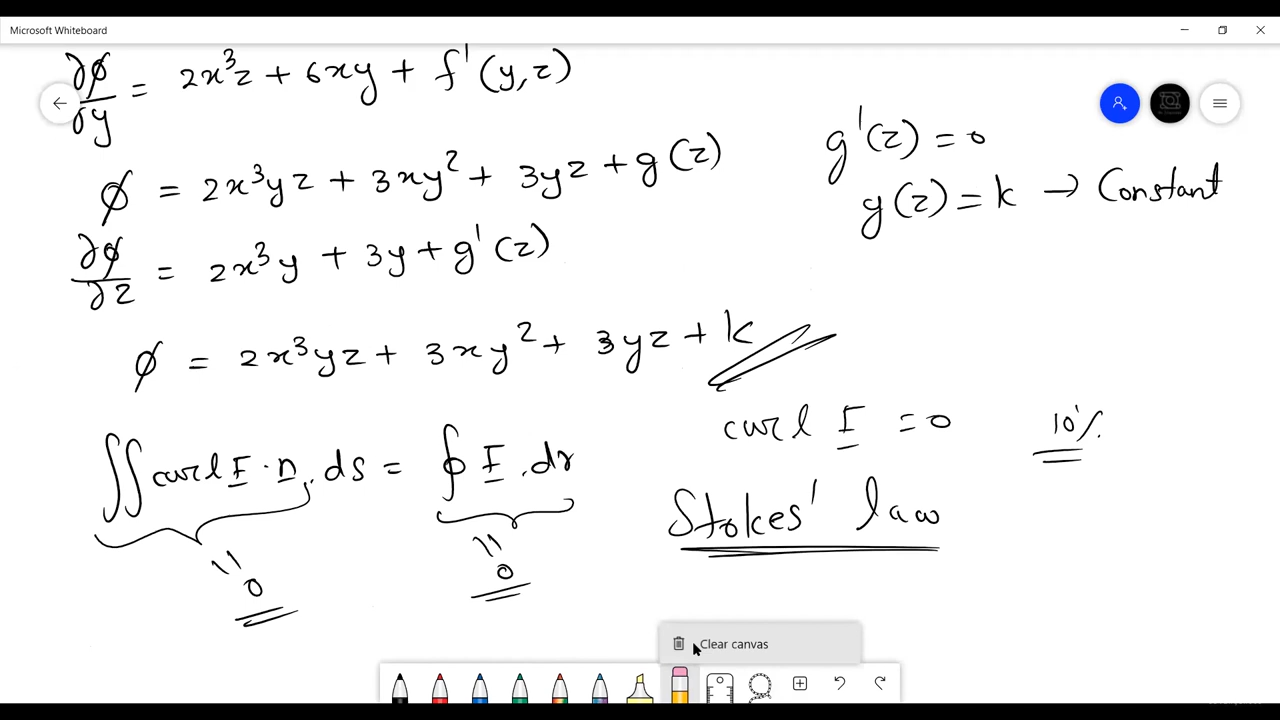 Microsoft Whiteboard
∂φ/∂y = 2x³z + 6xy + f'(y,z)
φ = 2x³yz + 3xy² + 3yz + g(z)
∂φ/∂z = 2x³y + 3y + g'(z)
φ = 2x³yz + 3xy² + 3yz + k
g'(z) = 0
g(z) = k → Constant
curl F = 0 10%
∬ curl F · n . ds = ∮ F . dr
Stokes' law
" "
0 0
Clear canvas